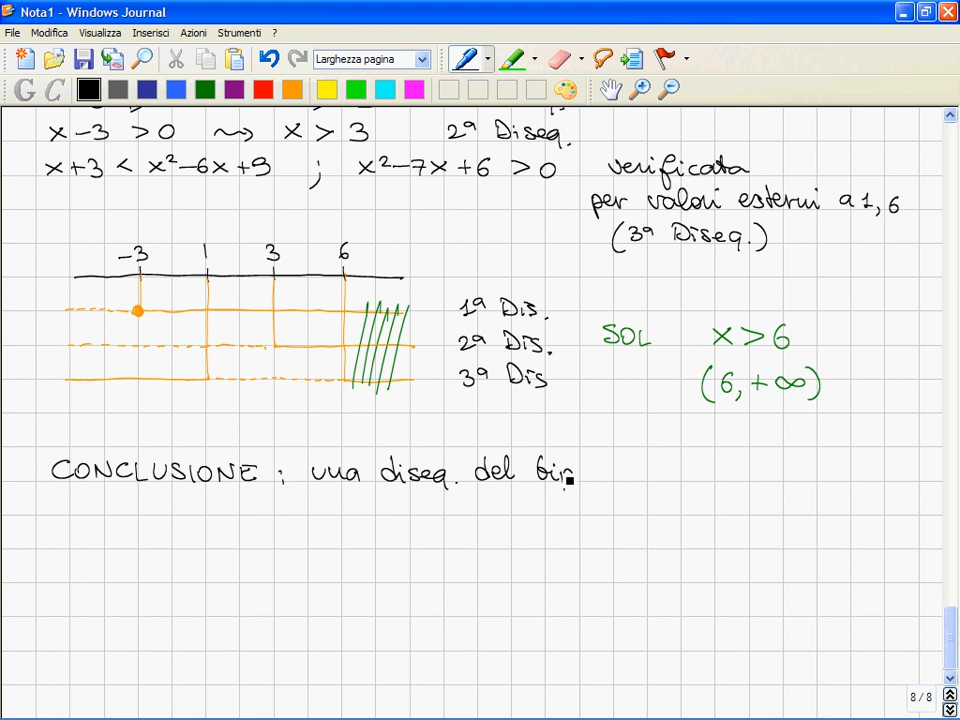 Nota1 - Windows Journal
File Modifica Visualizza Inserisci Azioni Strumenti ?
Larghezza pagina
x-3 >0 ⤳ x > 3 2ª Diseq.
x+3 < x²-6x+9 ; x²-7x+6 >0 verificata
per valori esterni a 1,6
(3ª Diseq.)
-3 1 3 6
1ª Dis.
2ª Dis.
3ª Dis
SOL x>6
(6,+∞)
CONCLUSIONE : una diseq. del
8 / 8